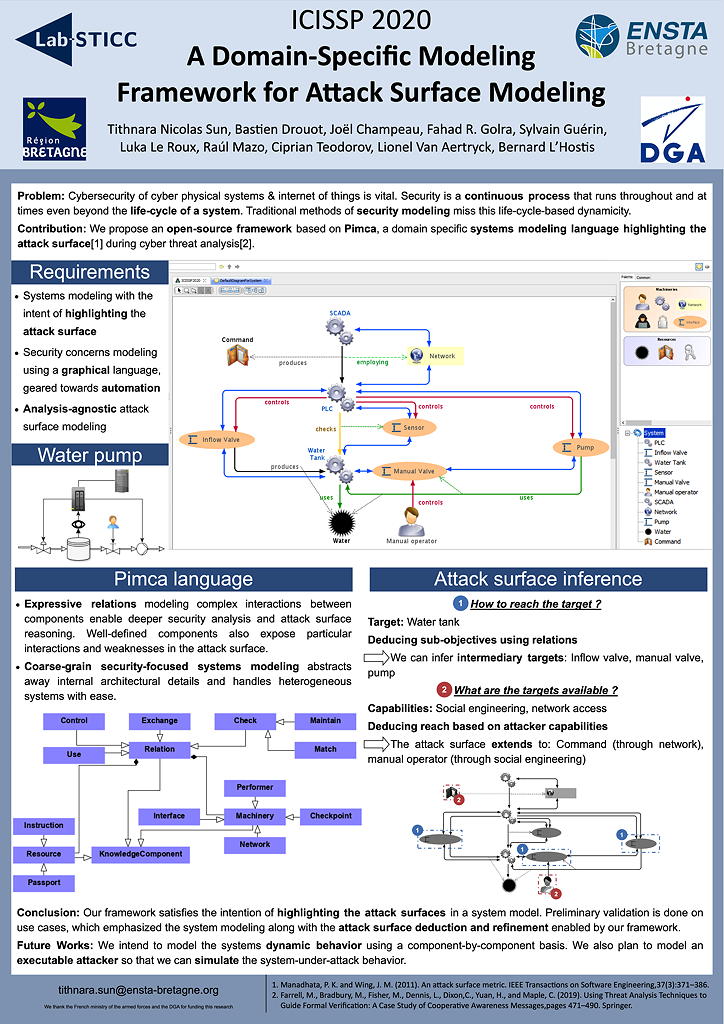 Lab-STICC
ICISSP 2020
ENSTA
Bretagne
A Domain-Specific Modeling
Framework for Attack Surface Modeling
Région
BRETAGNE
DGA
Tithnara Nicolas Sun, Bastien Drouot, Joël Champeau, Fahad R. Golra, Sylvain Guérin,
Luka Le Roux, Raúl Mazo, Ciprian Teodorov, Lionel Van Aertryck, Bernard L'Hostis
Problem: Cybersecurity of cyber physical systems & internet of things is vital. Security is a continuous process that runs throughout and at
times even beyond the life-cycle of a system. Traditional methods of security modeling miss this life-cycle-based dynamicity.
Contribution: We propose an open-source framework based on Pimca, a domain specific systems modeling language highlighting the
attack surface[1] during cyber threat analysis[2].
Requirements
• Systems modeling with the
intent of highlighting the
attack surface
• Security concerns modeling
using a graphical language,
geared towards automation
• Analysis-agnostic attack
surface modeling
Water pump
ICISSP2020
DefaultDiagramForSystem
SCADA
Command
produces
employing
Network
controls
PLC
controls
controls
checks
Sensor
Inflow Valve
Water
Tank
Pump
produces
Manual Valve
uses
uses
controls
Water
Manual operator
Palette
Common
Machineries
Network
Interface
Resources
System
PLC
Inflow Valve
Water Tank
Sensor
Manual Valve
Manual operator
SCADA
Network
Pump
Water
Command
Pimca language
• Expressive relations modeling complex interactions between
components enable deeper security analysis and attack surface
reasoning. Well-defined components also expose particular
interactions and weaknesses in the attack surface.
• Coarse-grain security-focused systems modeling abstracts
away internal architectural details and handles heterogeneous
systems with ease.
Control
Exchange
Check
Maintain
Use
Relation
Match
Performer
Interface
Machinery
Checkpoint
Instruction
Network
Resource
KnowledgeComponent
Passport
Attack surface inference
1 How to reach the target ?
Target: Water tank
Deducing sub-objectives using relations
We can infer intermediary targets: Inflow valve, manual valve,
pump
2 What are the targets available ?
Capabilities: Social engineering, network access
Deducing reach based on attacker capabilities
The attack surface extends to: Command (through network),
manual operator (through social engineering)
2
1
1
1
2
Conclusion: Our framework satisfies the intention of highlighting the attack surfaces in a system model. Preliminary validation is done on
use cases, which emphasized the system modeling along with the attack surface deduction and refinement enabled by our framework.
Future Works: We intend to model the systems dynamic behavior using a component-by-component basis. We also plan to model an
executable attacker so that we can simulate the system-under-attack behavior.
tithnara.sun@ensta-bretagne.org
We thank the French ministry of the armed forces and the DGA for funding this research.
1. Manadhata, P. K. and Wing, J. M. (2011). An attack surface metric. IEEE Transactions on Software Engineering,37(3):371–386.
2. Farrell, M., Bradbury, M., Fisher, M., Dennis, L., Dixon,C., Yuan, H., and Maple, C. (2019). Using Threat Analysis Techniques to
Guide Formal Verification: A Case Study of Cooperative Awareness Messages,pages 471–490. Springer.